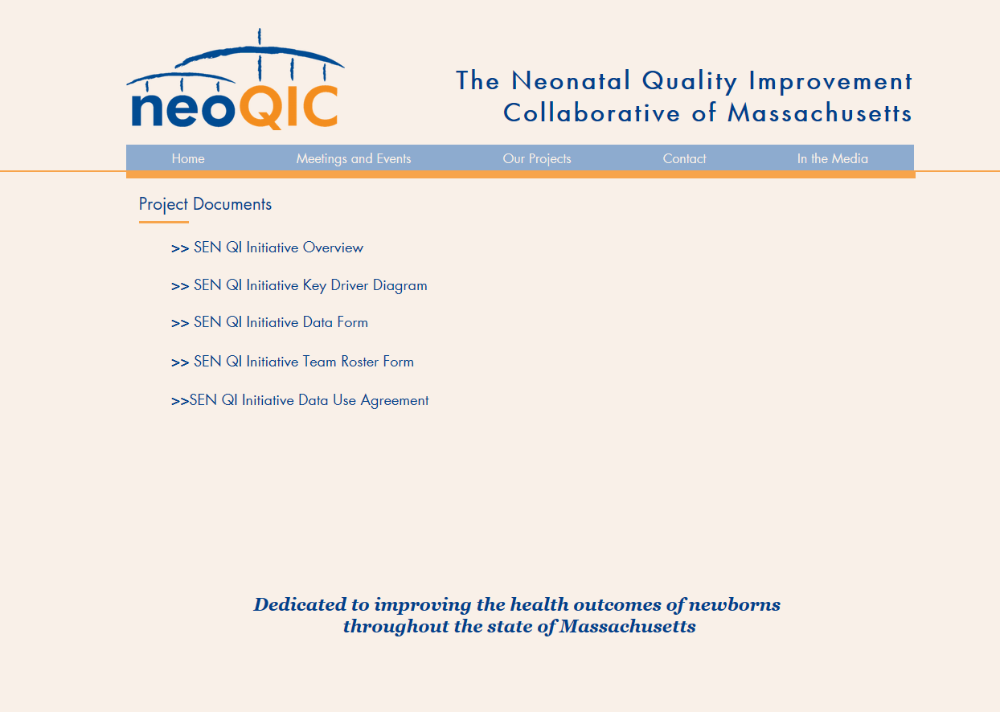 neoQIC
The Neonatal Quality Improvement
Collaborative of Massachusetts
Home Meetings and Events Our Projects Contact In the Media
Project Documents
>> SEN QI Initiative Overview
>> SEN QI Initiative Key Driver Diagram
>> SEN QI Initiative Data Form
>> SEN QI Initiative Team Roster Form
>>SEN QI Initiative Data Use Agreement
Dedicated to improving the health outcomes of newborns
throughout the state of Massachusetts